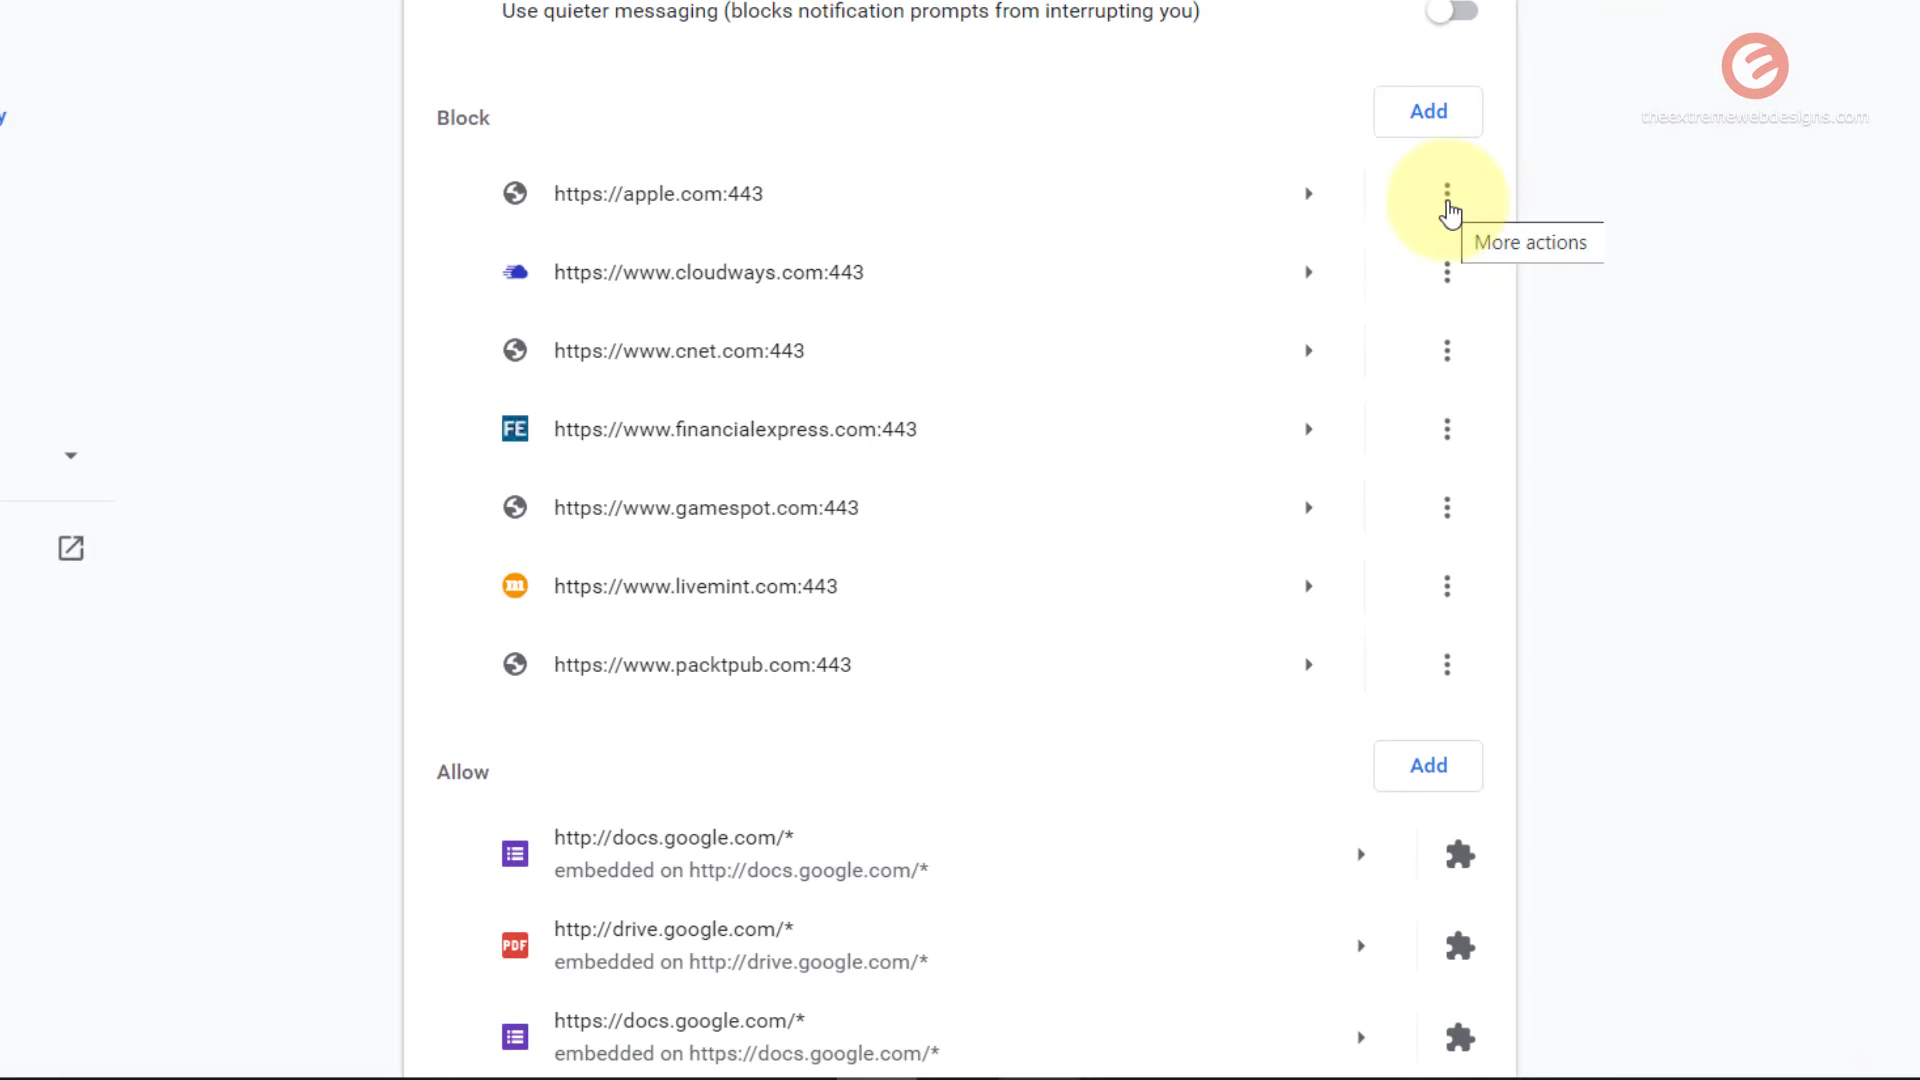 Use quieter messaging (blocks notification prompts from interrupting you)
theextremewebdesigns.com
y
Block
Add
https://apple.com:443
More actions
https://www.cloudways.com:443
https://www.cnet.com:443
FE
https://www.financialexpress.com:443
https://www.gamespot.com:443
m
https://www.livemint.com:443
https://www.packtpub.com:443
Allow
Add
http://docs.google.com/*
embedded on http://docs.google.com/*
PDF
http://drive.google.com/*
embedded on http://drive.google.com/*
https://docs.google.com/*
embedded on https://docs.google.com/*